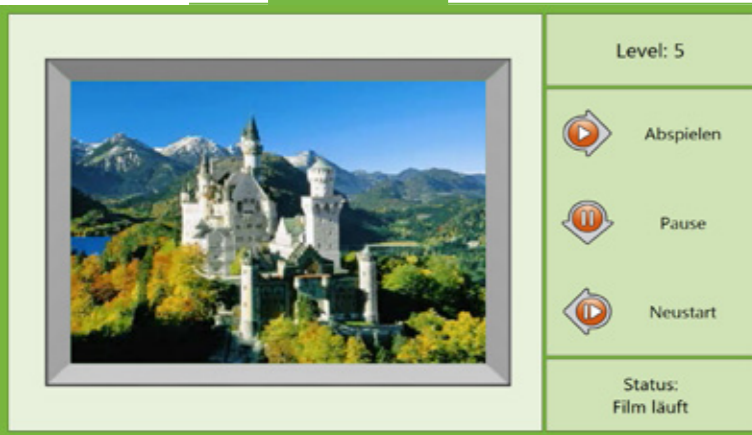 Level: 5
Abspielen
Pause
Neustart
Status:
Film läuft